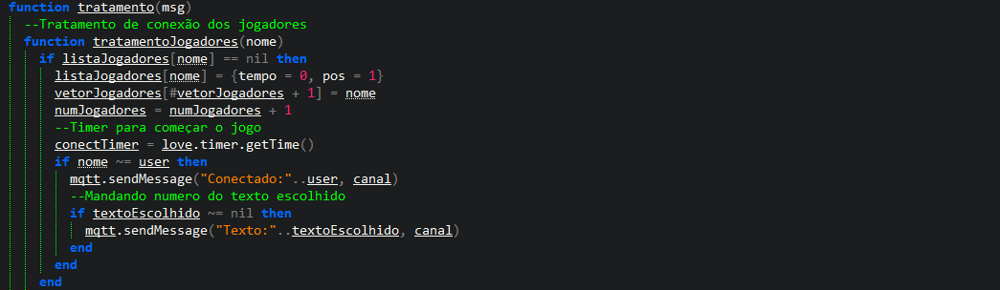 function tratamento(msg)
--Tratamento de conexão dos jogadores
function tratamentoJogadores(nome)
if listaJogadores[nome] == nil then
listaJogadores[nome] = {tempo = 0, pos = 1}
vetorJogadores[#vetorJogadores + 1] = nome
numJogadores = numJogadores + 1
--Timer para começar o jogo
conectTimer = love.timer.getTime()
if nome ~= user then
mqtt.sendMessage("Conectado:"..user, canal)
--Mandando numero do texto escolhido
if textoEscolhido ~= nil then
mqtt.sendMessage("Texto:"..textoEscolhido, canal)
end
end
end